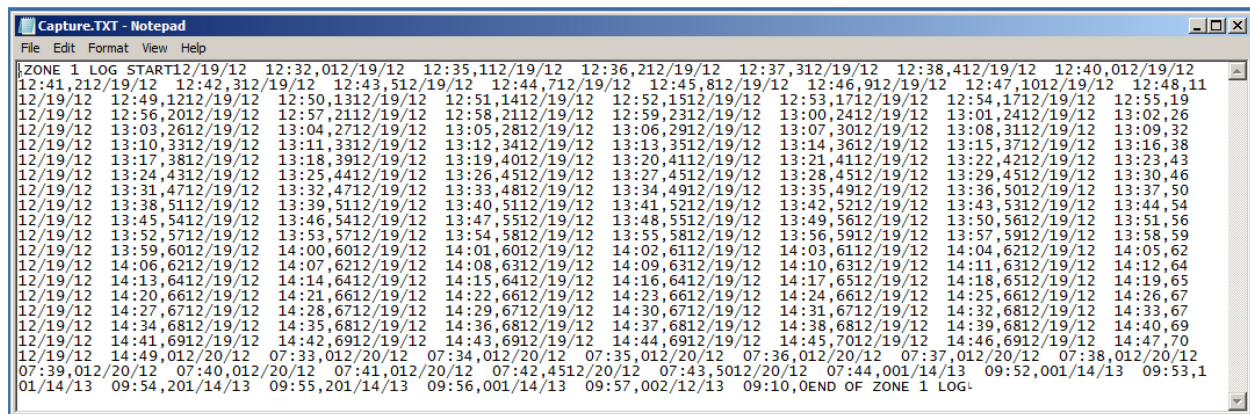 Capture.TXT - Notepad
File Edit Format View Help
ZONE 1 LOG START12/19/12  12:32,012/19/12  12:35,112/19/12  12:36,212/19/12  12:37,312/19/12  12:38,412/19/12  12:40,012/19/12
12:41,212/19/12  12:42,312/19/12  12:43,512/19/12  12:44,712/19/12  12:45,812/19/12  12:46,912/19/12  12:47,1012/19/12  12:48,11
12/19/12  12:49,1212/19/12  12:50,1312/19/12  12:51,1412/19/12  12:52,1512/19/12  12:53,1712/19/12  12:54,1712/19/12  12:55,19
12/19/12  12:56,2012/19/12  12:57,2112/19/12  12:58,2112/19/12  12:59,2312/19/12  13:00,2412/19/12  13:01,2412/19/12  13:02,26
12/19/12  13:03,2612/19/12  13:04,2712/19/12  13:05,2812/19/12  13:06,2912/19/12  13:07,3012/19/12  13:08,3112/19/12  13:09,32
12/19/12  13:10,3312/19/12  13:11,3312/19/12  13:12,3412/19/12  13:13,3512/19/12  13:14,3612/19/12  13:15,3712/19/12  13:16,38
12/19/12  13:17,3812/19/12  13:18,3912/19/12  13:19,4012/19/12  13:20,4112/19/12  13:21,4112/19/12  13:22,4212/19/12  13:23,43
12/19/12  13:24,4312/19/12  13:25,4412/19/12  13:26,4512/19/12  13:27,4512/19/12  13:28,4512/19/12  13:29,4512/19/12  13:30,46
12/19/12  13:31,4712/19/12  13:32,4712/19/12  13:33,4812/19/12  13:34,4912/19/12  13:35,4912/19/12  13:36,5012/19/12  13:37,50
12/19/12  13:38,5112/19/12  13:39,5112/19/12  13:40,5112/19/12  13:41,5212/19/12  13:42,5212/19/12  13:43,5312/19/12  13:44,54
12/19/12  13:45,5412/19/12  13:46,5412/19/12  13:47,5512/19/12  13:48,5512/19/12  13:49,5612/19/12  13:50,5612/19/12  13:51,56
12/19/12  13:52,5712/19/12  13:53,5712/19/12  13:54,5812/19/12  13:55,5812/19/12  13:56,5912/19/12  13:57,5912/19/12  13:58,59
12/19/12  13:59,6012/19/12  14:00,6012/19/12  14:01,6012/19/12  14:02,6112/19/12  14:03,6112/19/12  14:04,6212/19/12  14:05,62
12/19/12  14:06,6212/19/12  14:07,6212/19/12  14:08,6312/19/12  14:09,6312/19/12  14:10,6312/19/12  14:11,6312/19/12  14:12,64
12/19/12  14:13,6412/19/12  14:14,6412/19/12  14:15,6412/19/12  14:16,6412/19/12  14:17,6512/19/12  14:18,6512/19/12  14:19,65
12/19/12  14:20,6612/19/12  14:21,6612/19/12  14:22,6612/19/12  14:23,6612/19/12  14:24,6612/19/12  14:25,6612/19/12  14:26,67
12/19/12  14:27,6712/19/12  14:28,6712/19/12  14:29,6712/19/12  14:30,6712/19/12  14:31,6712/19/12  14:32,6812/19/12  14:33,67
12/19/12  14:34,6812/19/12  14:35,6812/19/12  14:36,6812/19/12  14:37,6812/19/12  14:38,6812/19/12  14:39,6812/19/12  14:40,69
12/19/12  14:41,6912/19/12  14:42,6912/19/12  14:43,6912/19/12  14:44,6912/19/12  14:45,7012/19/12  14:46,6912/19/12  14:47,70
12/19/12  14:49,012/20/12  07:33,012/20/12  07:34,012/20/12  07:35,012/20/12  07:36,012/20/12  07:37,012/20/12  07:38,012/20/12
07:39,012/20/12  07:40,012/20/12  07:41,012/20/12  07:42,4512/20/12  07:43,5012/20/12  07:44,001/14/13  09:52,001/14/13  09:53,1
01/14/13  09:54,201/14/13  09:55,201/14/13  09:56,001/14/13  09:57,002/12/13  09:10,0END OF ZONE 1 LOG